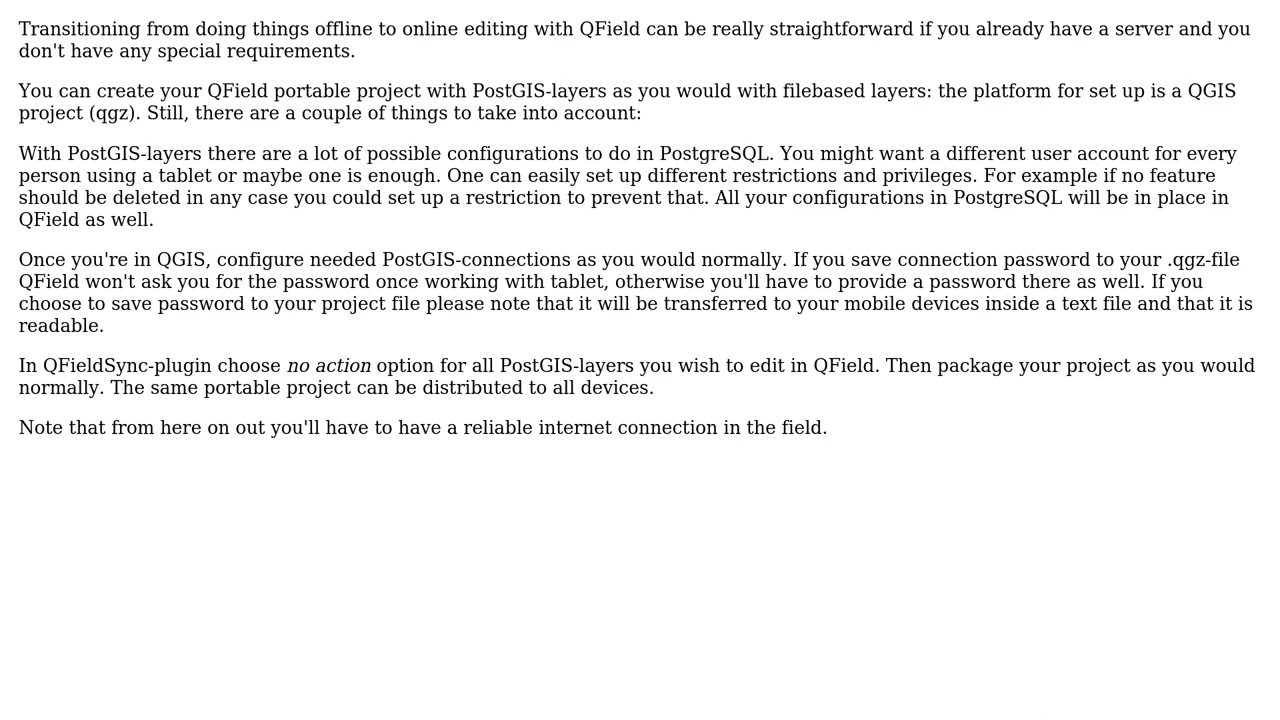 Transitioning from doing things offline to online editing with QField can be really straightforward if you already have a server and you
don't have any special requirements.
You can create your QField portable project with PostGIS-layers as you would with filebased layers: the platform for set up is a QGIS
project (qgz). Still, there are a couple of things to take into account:
With PostGIS-layers there are a lot of possible configurations to do in PostgreSQL. You might want a different user account for every
person using a tablet or maybe one is enough. One can easily set up different restrictions and privileges. For example if no feature
should be deleted in any case you could set up a restriction to prevent that. All your configurations in PostgreSQL will be in place in
QField as well.
Once you're in QGIS, configure needed PostGIS-connections as you would normally. If you save connection password to your .qgz-file
QField won't ask you for the password once working with tablet, otherwise you'll have to provide a password there as well. If you
choose to save password to your project file please note that it will be transferred to your mobile devices inside a text file and that it is
readable.
In QFieldSync-plugin choose no action option for all PostGIS-layers you wish to edit in QField. Then package your project as you would
normally. The same portable project can be distributed to all devices.
Note that from here on out you'll have to have a reliable internet connection in the field.